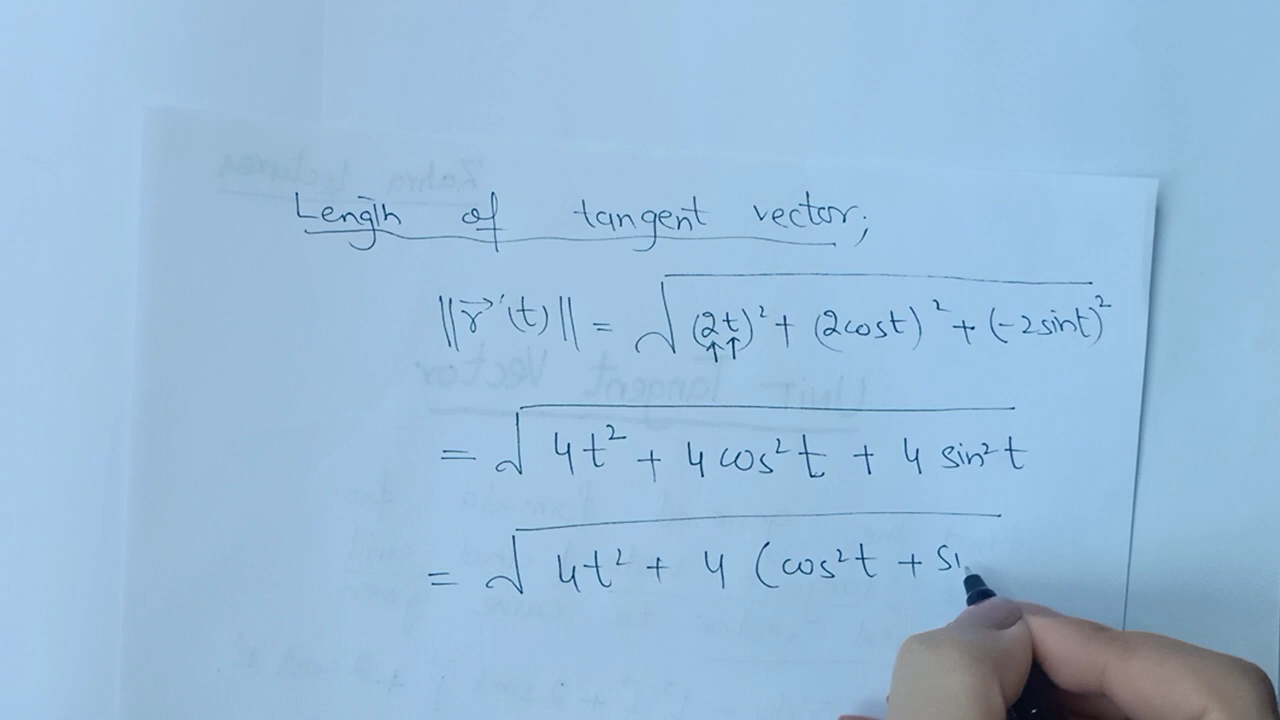 Length of tangent vector;
||r⃗'(t)|| = √((2t)² + (2cost)² + (-2sint)²)
= √(4t² + 4cos²t + 4 sin²t)
= √(4t² + 4 (cos²t + si